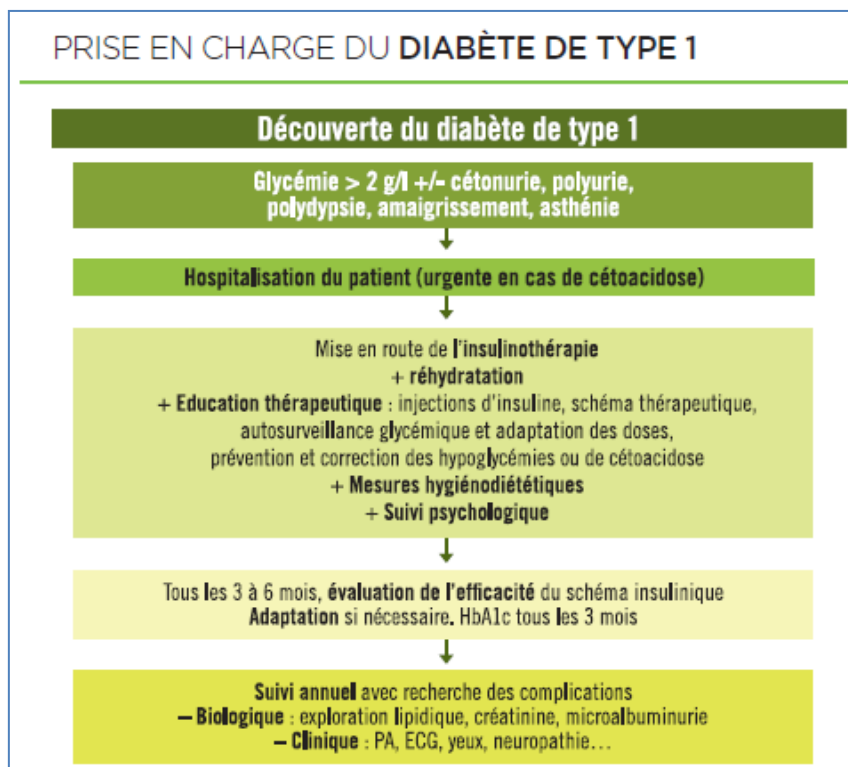 PRISE EN CHARGE DU DIABÈTE DE TYPE 1
Découverte du diabète de type 1
Glycémie > 2 g/l +/- cétonurie, polyurie,
polydypsie, amaigrissement, asthénie
Hospitalisation du patient (urgente en cas de cétoacidose)
Mise en route de l'insulinothérapie
+ réhydratation
+ Education thérapeutique : injections d'insuline, schéma thérapeutique,
autosurveillance glycémique et adaptation des doses,
prévention et correction des hypoglycémies ou de cétoacidose
+ Mesures hygiénodiététiques
+ Suivi psychologique
Tous les 3 à 6 mois, évaluation de l'efficacité du schéma insulinique
Adaptation si nécessaire. HbA1c tous les 3 mois
Suivi annuel avec recherche des complications
– Biologique : exploration lipidique, créatinine, microalbuminurie
– Clinique : PA, ECG, yeux, neuropathie...